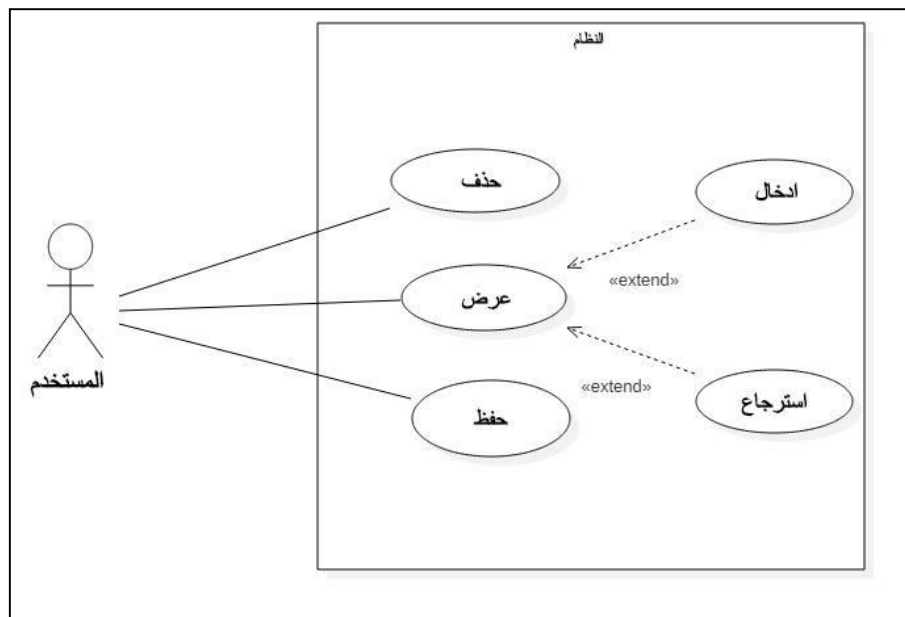 النظام
حذف
ادخال
عرض
«extend»
المستخدم
«extend»
استرجاع
حفظ